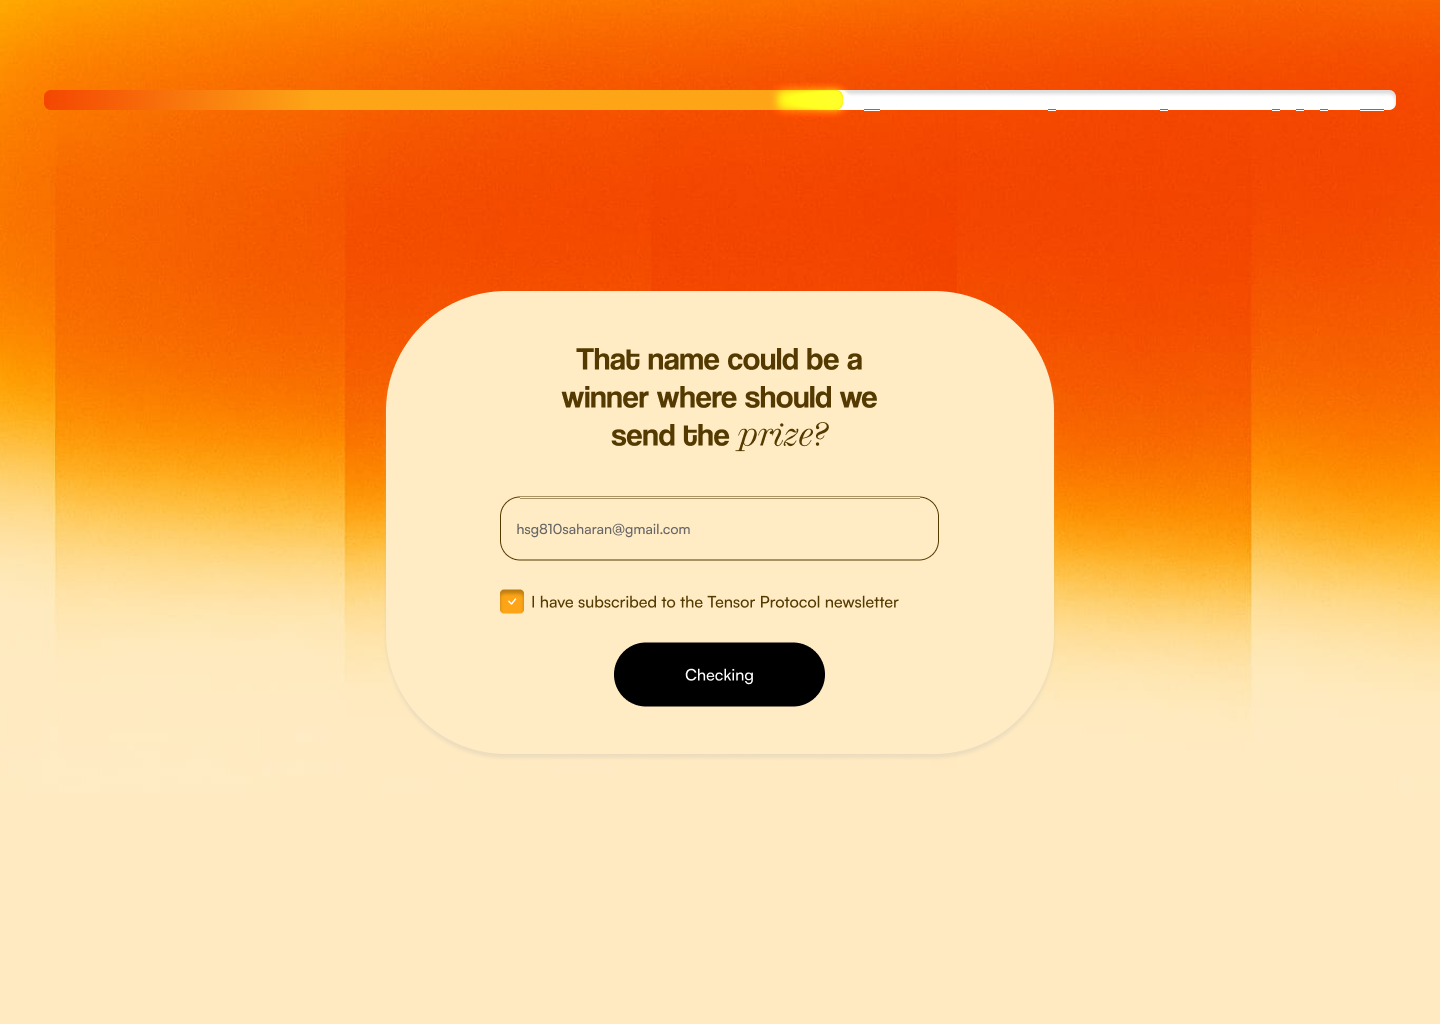 That name could be a
winner where should we
send the prize?
hsg810saharan@gmail.com
I have subscribed to the Tensor Protocol newsletter
Checking